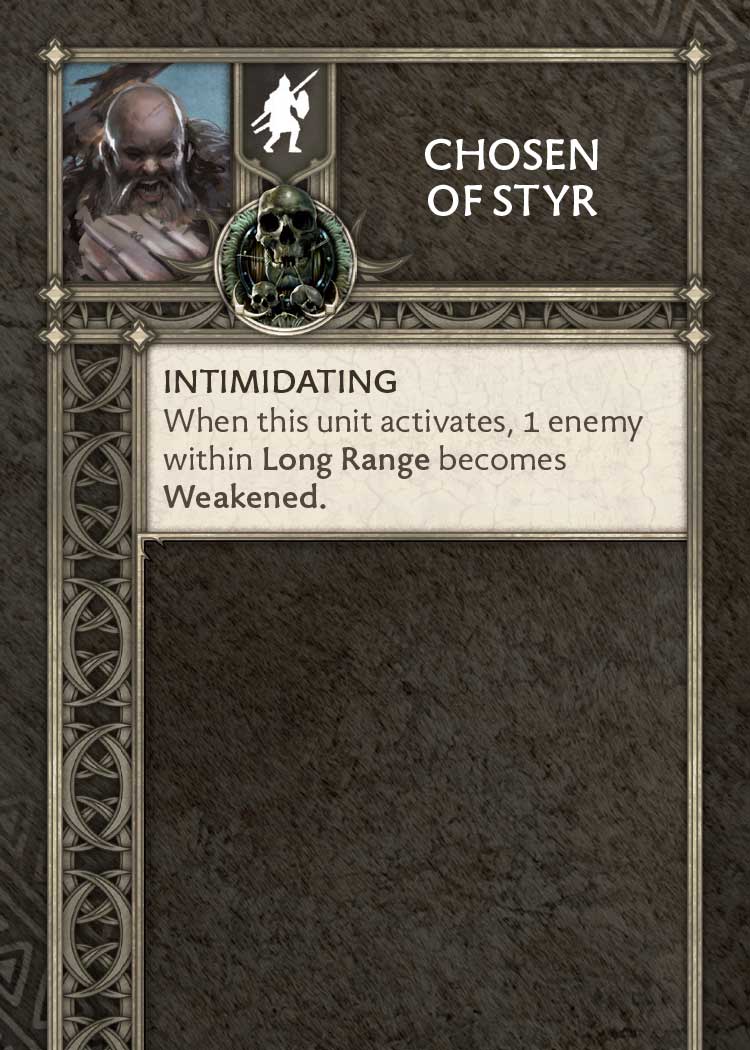 CHOSEN
OF STYR
INTIMIDATING
When this unit activates, 1 enemy
within Long Range becomes
Weakened.